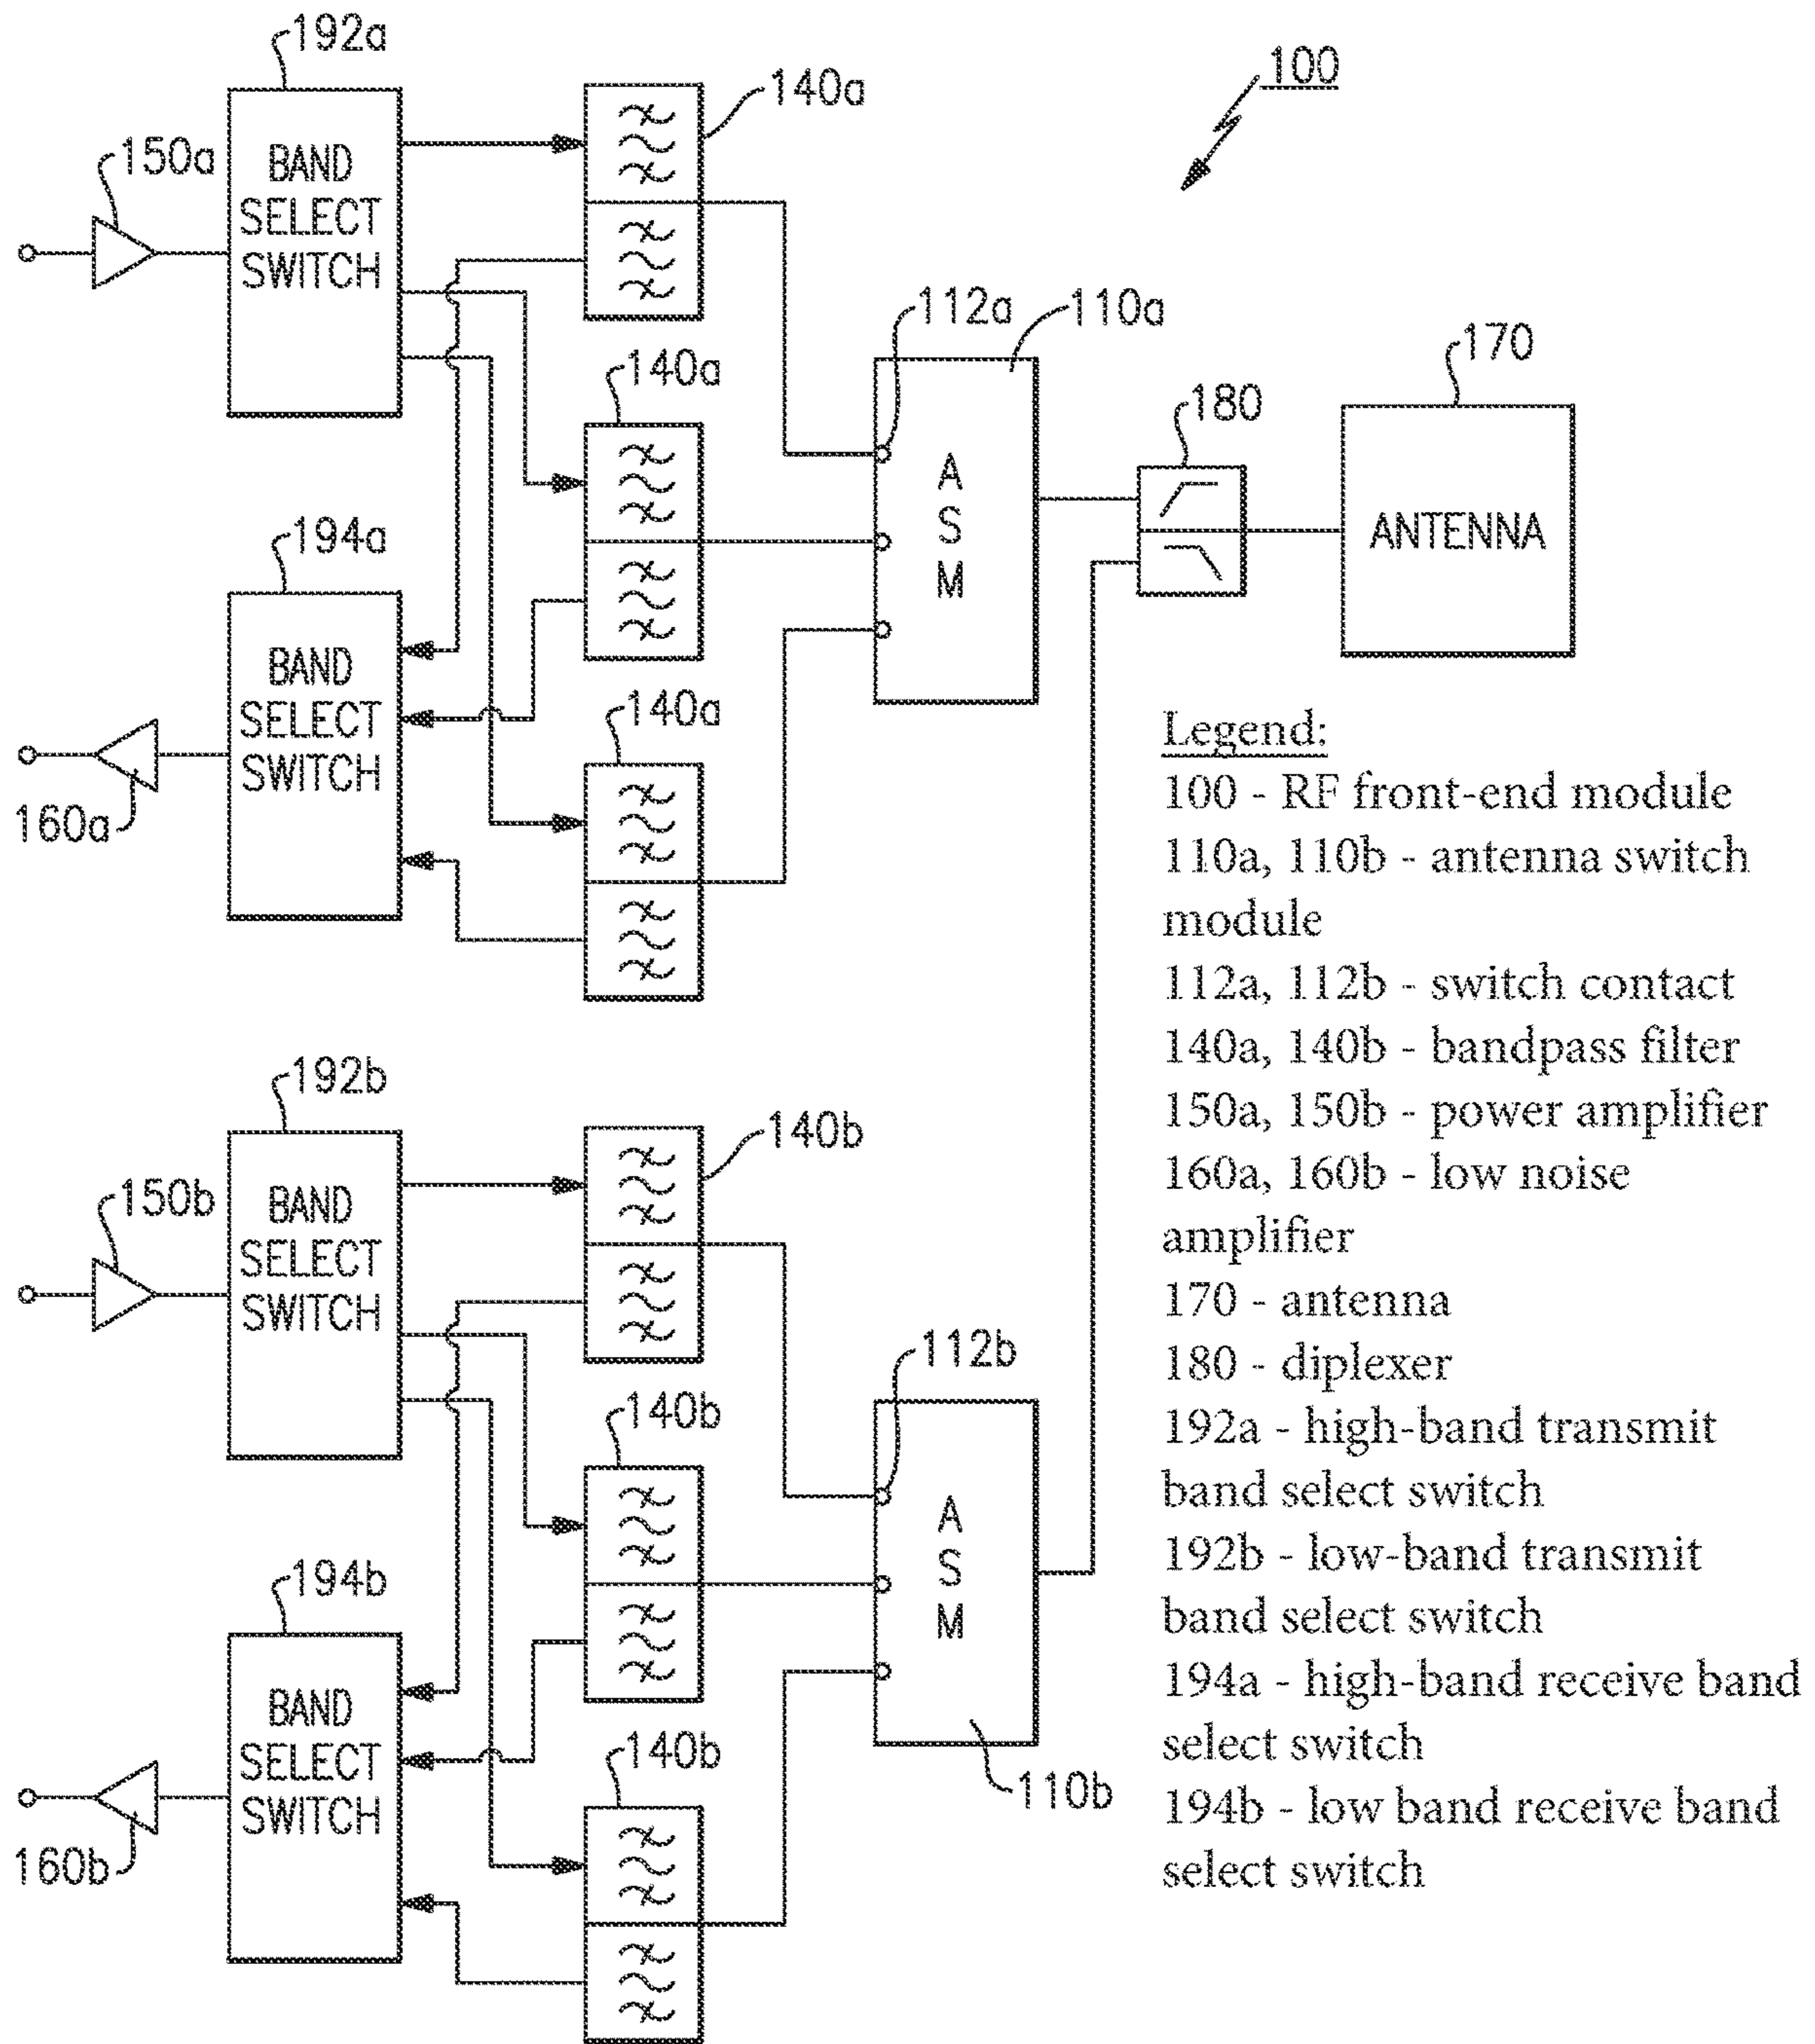 192a
140a
100
150a
BAND
SELECT
SWITCH
112a
110a
170
140a
180
194a
A
S
M
ANTENNA
BAND
SELECT
SWITCH
140a
160a
Legend:
100 - RF front-end module
110a, 110b - antenna switch
module
112a, 112b - switch contact
140a, 140b - bandpass filter
150a, 150b - power amplifier
160a, 160b - low noise
amplifier
170 - antenna
180 - diplexer
192a - high-band transmit
band select switch
192b - low-band transmit
band select switch
194a - high-band receive band
select switch
194b - low band receive band
select switch
192b
140b
150b
BAND
SELECT
SWITCH
112b
140b
194b
A
S
M
BAND
SELECT
SWITCH
140b
110b
160b